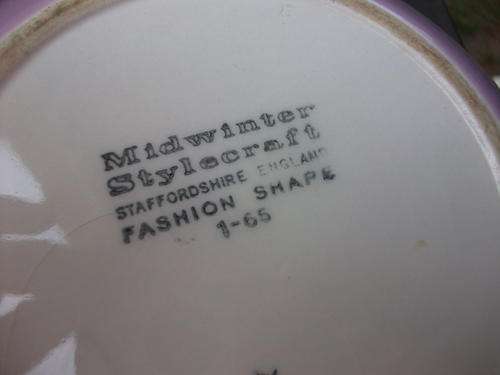 Midwinter
Stylecraft
STAFFORDSHIRE ENGLAND
FASHION SHAPE
1-65